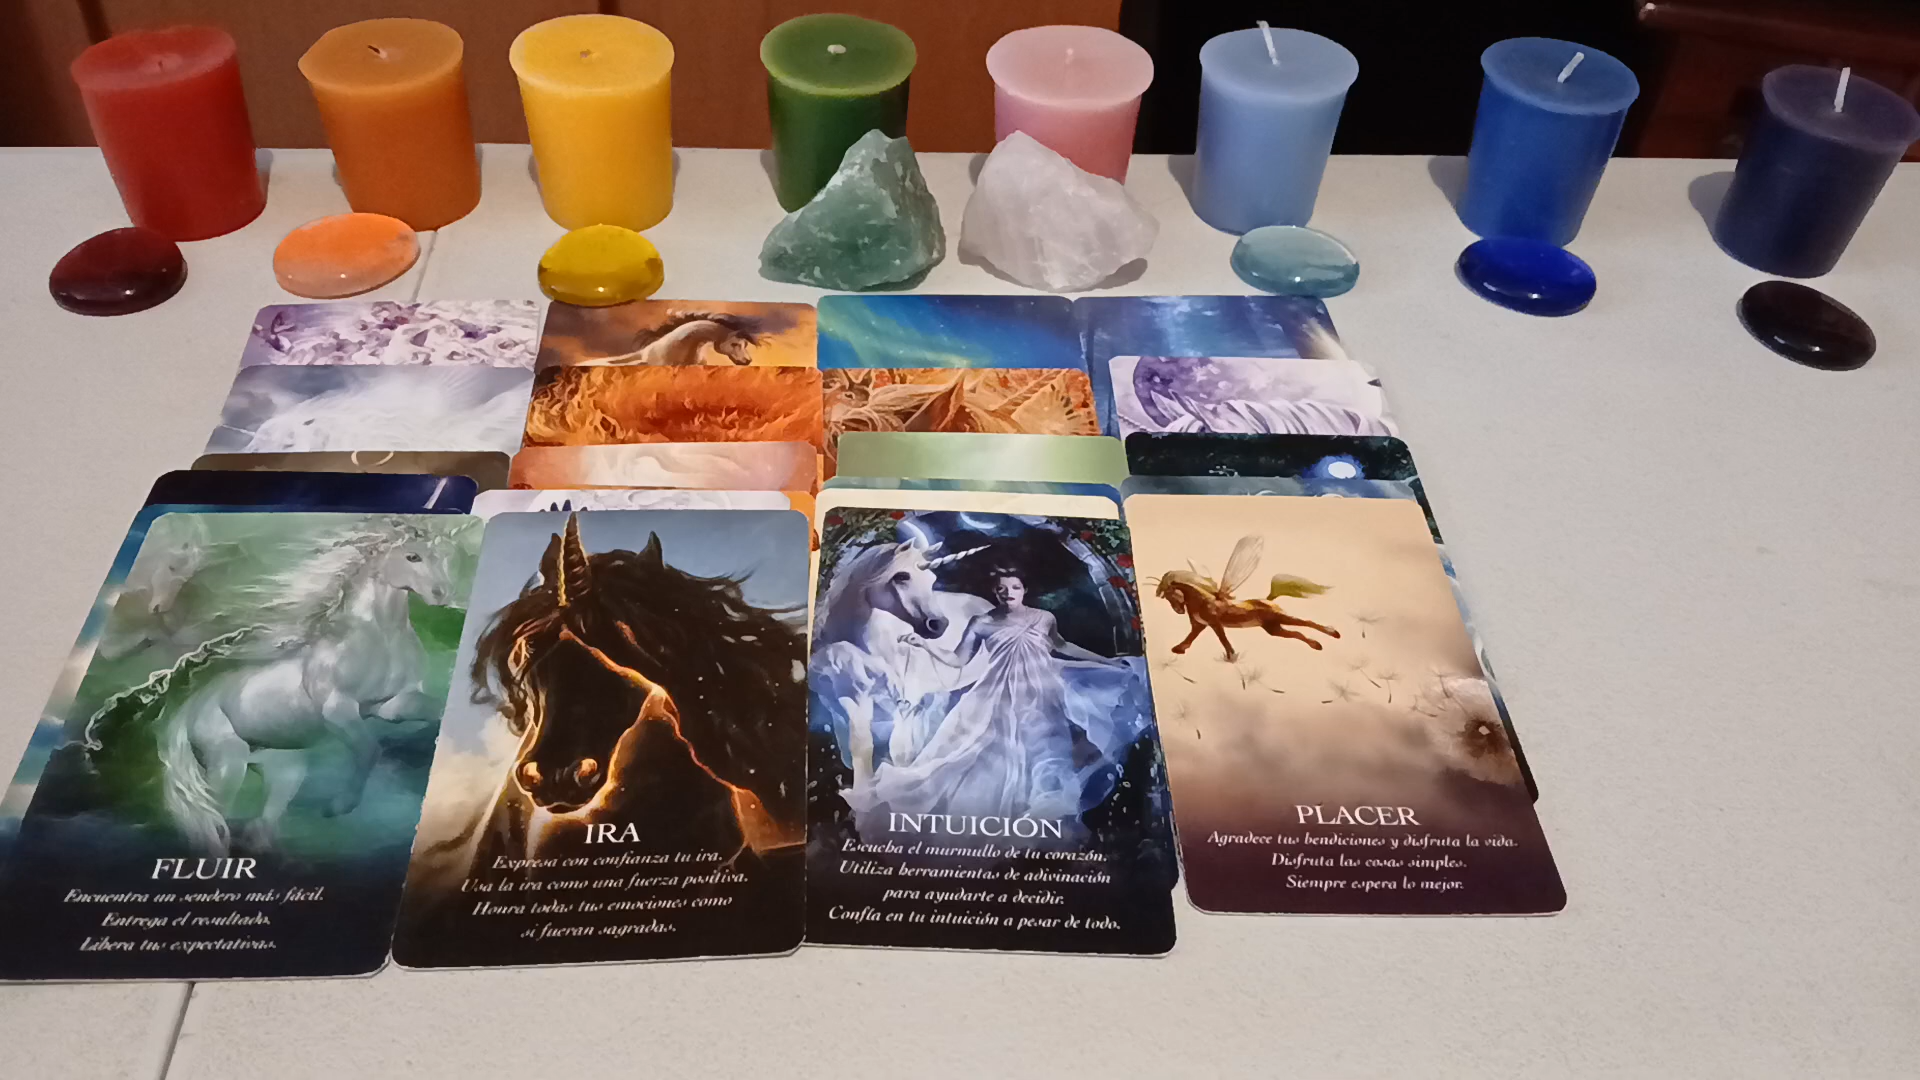 FLUIR
Encuentra un sendero más fácil.
Entrega el resultado.
Libera tus expectativas.
IRA
Expresa con confianza tu ira.
Usa la ira como una fuerza positiva.
Honra todas tus emociones como
si fueran sagradas.
INTUICIÓN
Escucha el murmullo de tu corazón.
Utiliza herramientas de adivinación
para ayudarte a decidir.
Confía en tu intuición a pesar de todo.
PLACER
Agradece tus bendiciones y disfruta la vida.
Disfruta las cosas simples.
Siempre espera lo mejor.